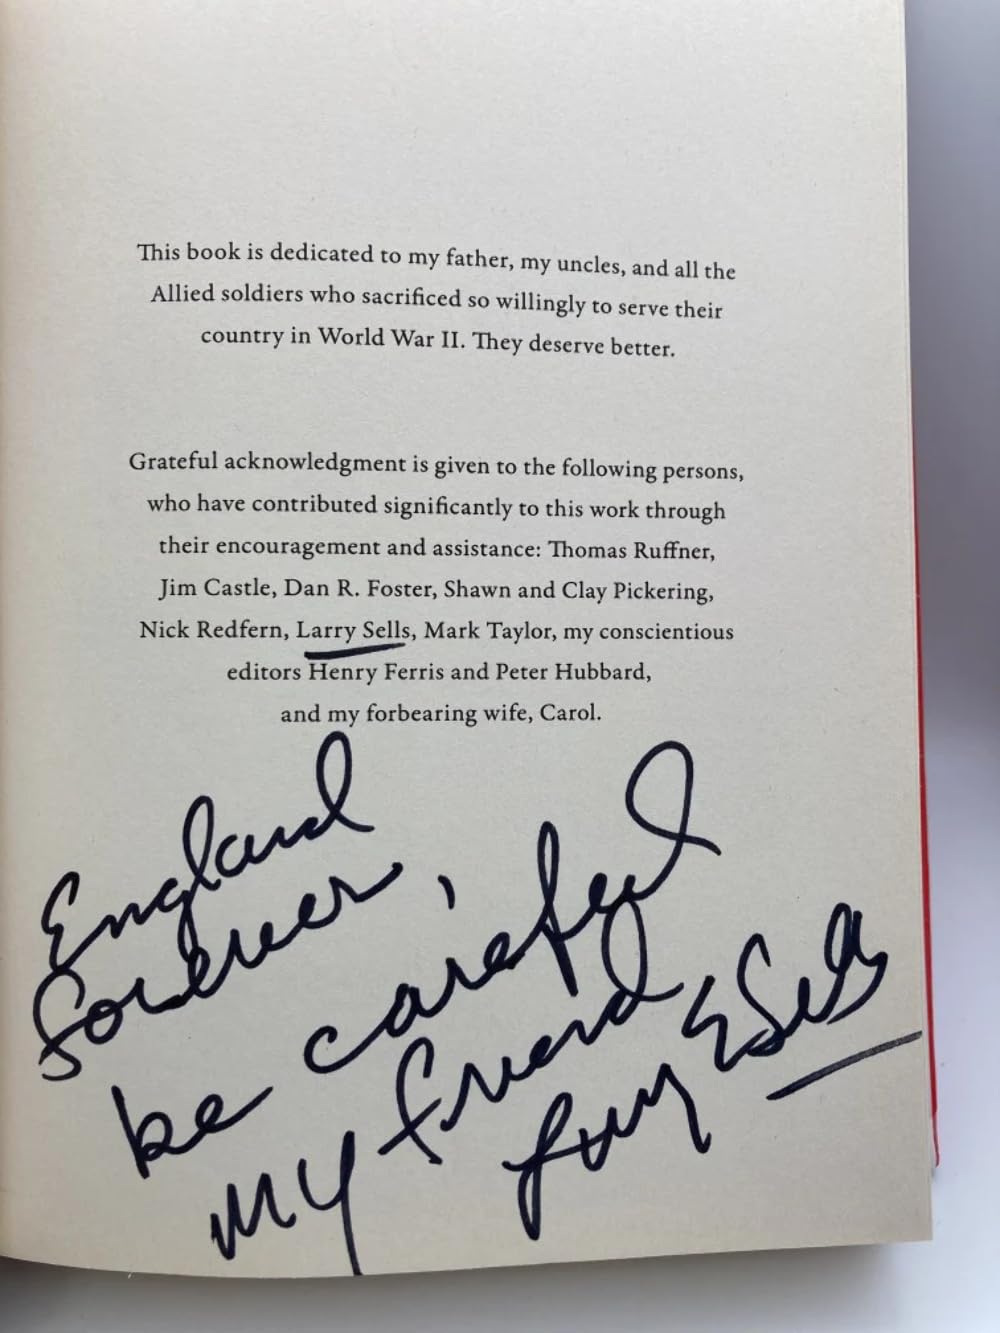 This book is dedicated to my father, my uncles, and all the
Allied soldiers who sacrificed so willingly to serve their
country in World War II. They deserve better.
Grateful acknowledgment is given to the following persons,
who have contributed significantly to this work through
their encouragement and assistance: Thomas Ruffner,
Jim Castle, Dan R. Foster, Shawn and Clay Pickering,
Nick Redfern, Larry Sells, Mark Taylor, my conscientious
editors Henry Ferris and Peter Hubbard,
and my forbearing wife, Carol.
England
be careful
my friend
Larry E Sells